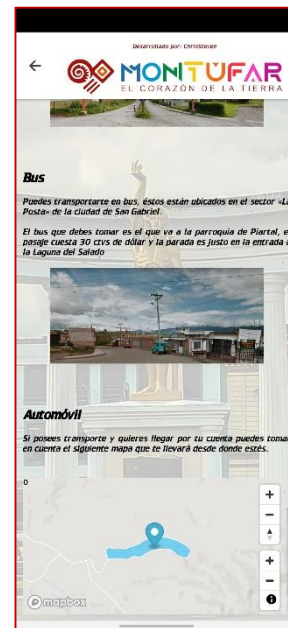 Desarrollado por: ChrisSteven
MONTÚFAR
EL CORAZÓN DE LA TIERRA
Bus
Puedes transportarte en bus, éstos están ubicados en el sector «La
Posta» de la ciudad de San Gabriel.
El bus que debes tomar es el que va a la parroquia de Piartal, e
pasaje cuesta 30 ctvs de dólar y la parada es justo en la entrada
la Laguna del Salado
Automóvil
Si posees transporte y quieres llegar por tu cuenta puedes tomar
en cuenta el siguiente mapa que te llevará desde donde estés.
0
mapbox